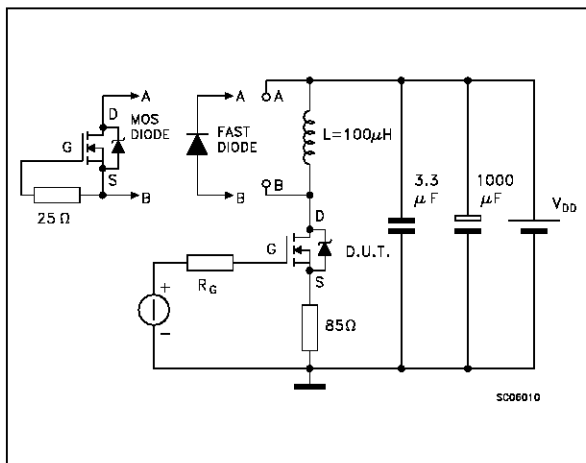 A
A
A
D
MOS
DIODE
G
FAST
DIODE
L=100µH
S
B
B
B
25 Ω
3.3
µF
1000
µF
VDD
D
G
D.U.T.
S
RG
+
−
85Ω
SC06010